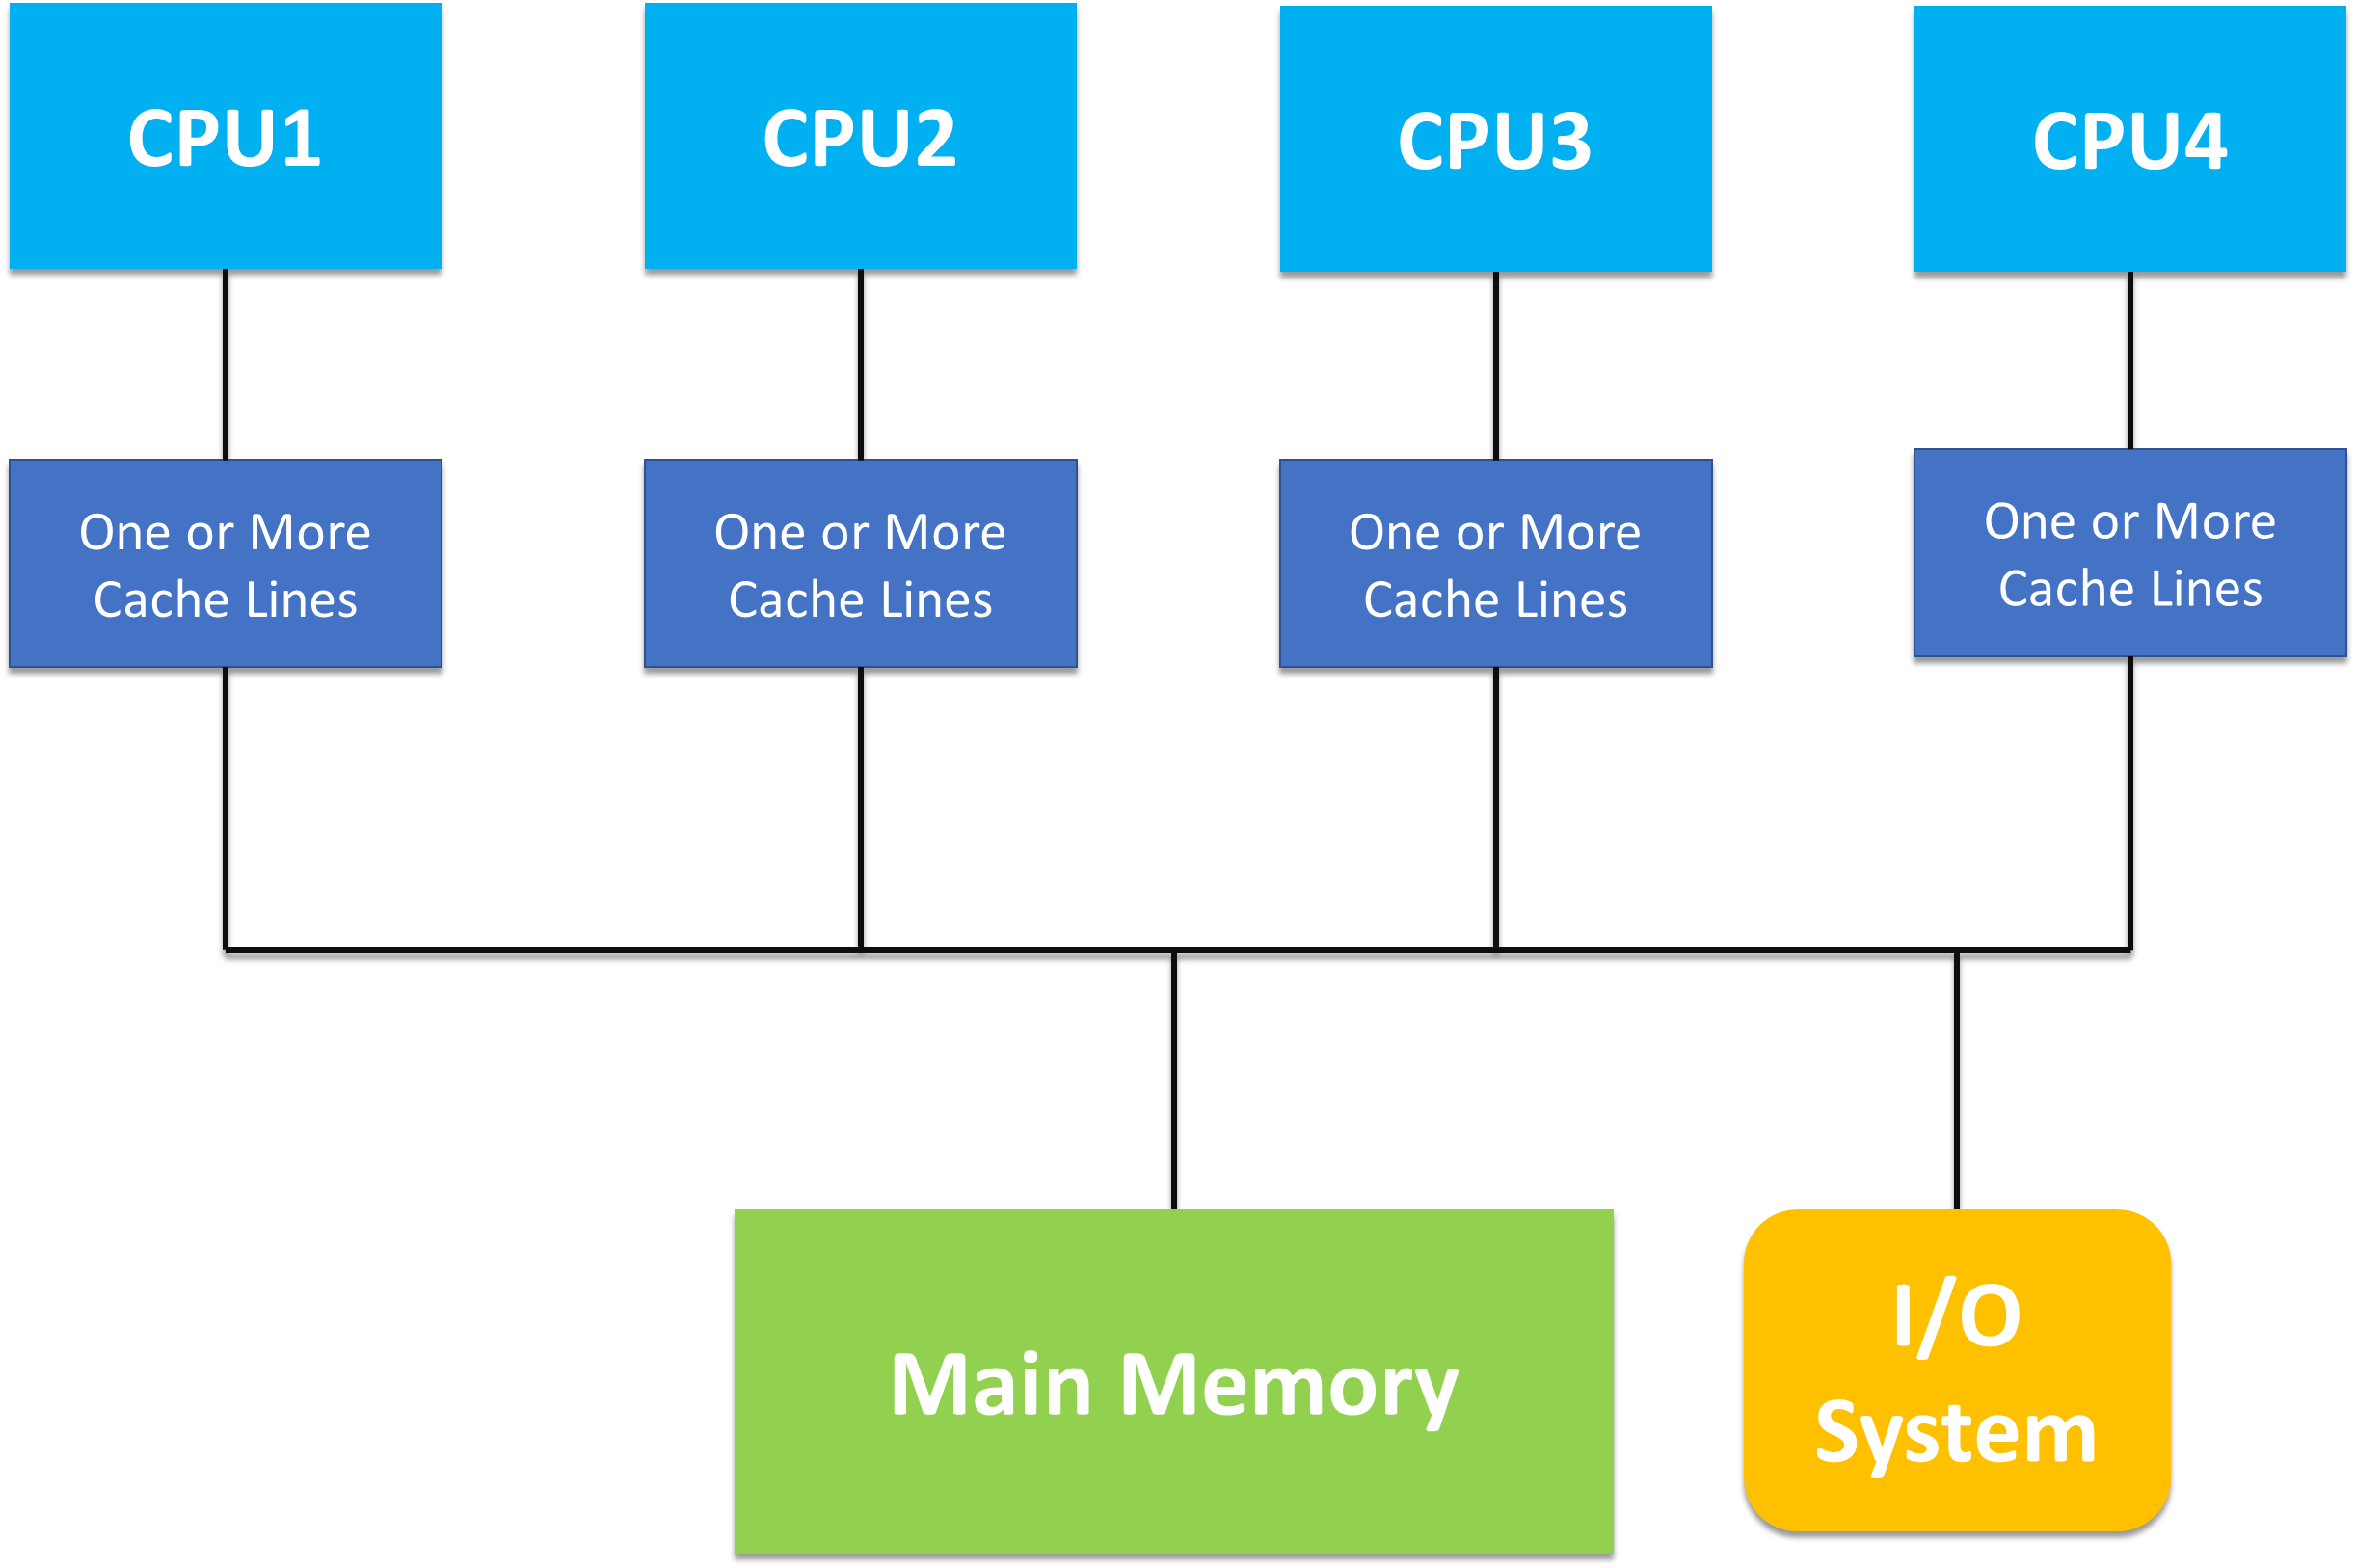 CPU1
CPU2
CPU3
CPU4
One or More
Cache Lines
One or More
Cache Lines
One or More
Cache Lines
One or More
Cache Lines
Main Memory
I/O
System